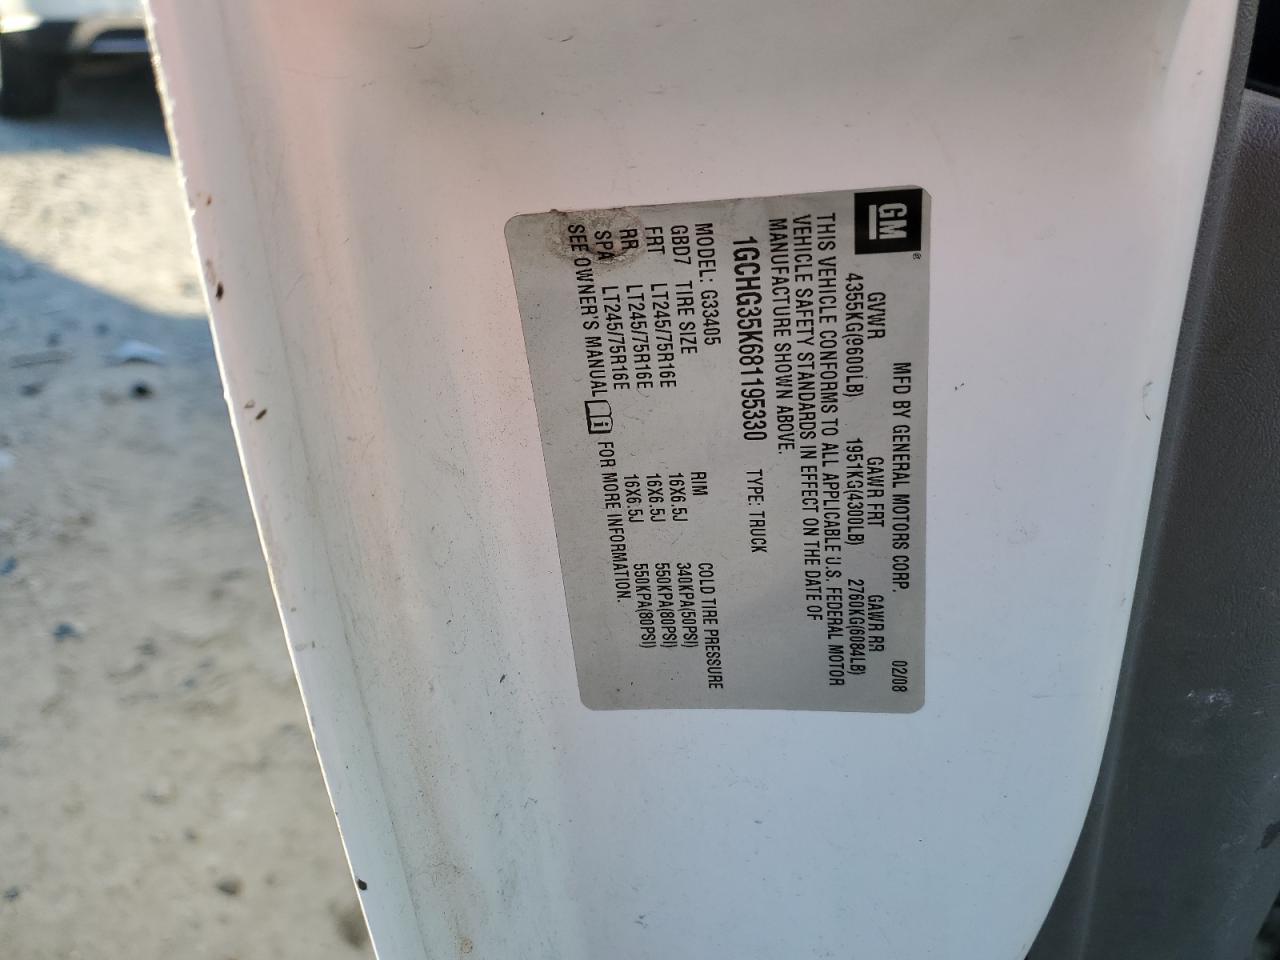 GM® MFD BY GENERAL MOTORS CORP. 02/08
GVWR GAWR FRT GAWR RR
4355KG(9600LB) 1951KG(4300LB) 2760KG(6084LB)
THIS VEHICLE CONFORMS TO ALL APPLICABLE U.S. FEDERAL MOTOR
VEHICLE SAFETY STANDARDS IN EFFECT ON THE DATE OF
MANUFACTURE SHOWN ABOVE.
1GCHG35K681195330 TYPE: TRUCK
MODEL: G33405
GBD7 TIRE SIZE RIM COLD TIRE PRESSURE
FRT LT245/75R16E 16X6.5J 340KPA(50PSI)
RR LT245/75R16E 16X6.5J 550KPA(80PSI)
SPA LT245/75R16E 16X6.5J 550KPA(80PSI)
SEE OWNER'S MANUAL i FOR MORE INFORMATION.